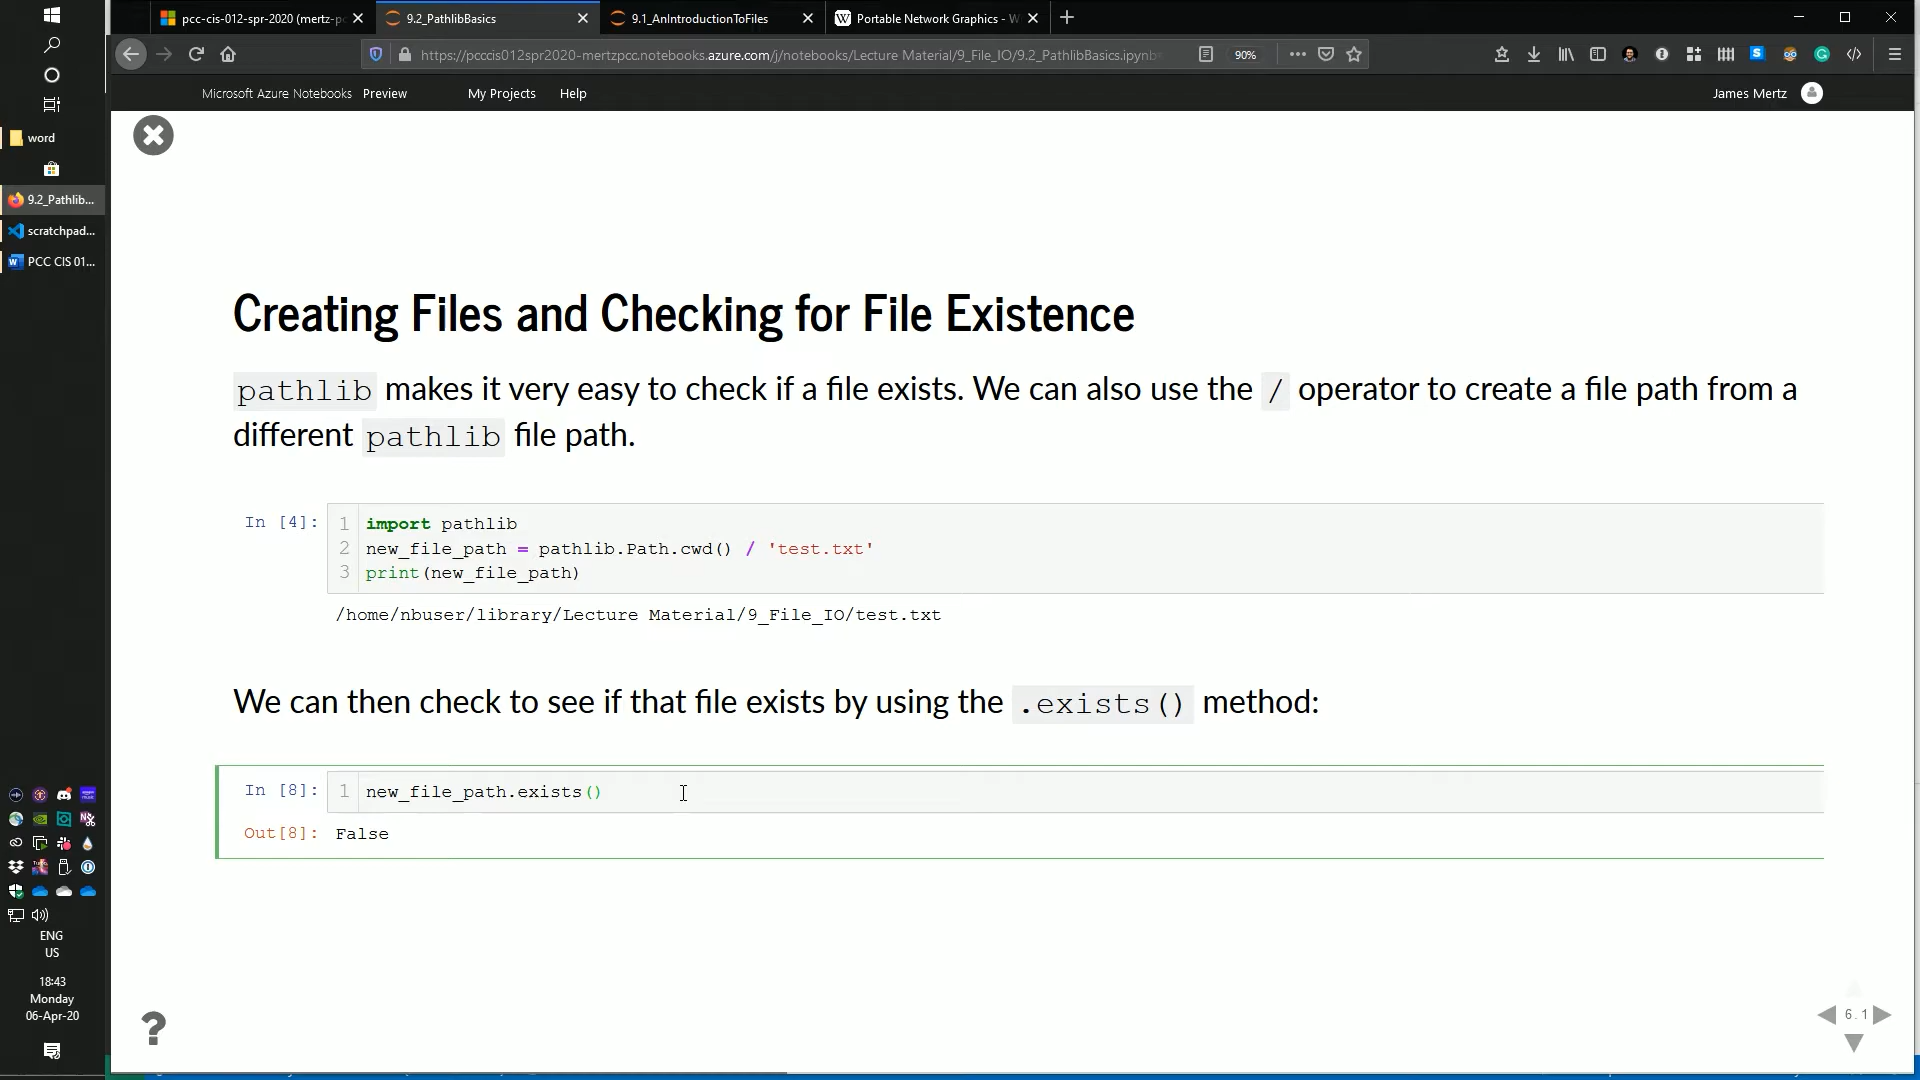 pcc-cis-012-spr-2020 (mertz-pc
9.2_PathlibBasics
9.1_AnIntroductionToFiles
Portable Network Graphics - W
https://pcccis012spr2020-mertzpcc.notebooks.azure.com/j/notebooks/Lecture Material/9_File_IO/9.2_PathlibBasics.ipynb
90%
Microsoft Azure Notebooks
Preview
My Projects
Help
James Mertz
word
9.2_Pathlib...
scratchpad...
PCC CIS 01...
Creating Files and Checking for File Existence
pathlib makes it very easy to check if a file exists. We can also use the / operator to create a file path from a
different pathlib file path.
In [4]:
1 import pathlib
2 new_file_path = pathlib.Path.cwd() / 'test.txt'
3 print(new_file_path)
/home/nbuser/library/Lecture Material/9_File_IO/test.txt
We can then check to see if that file exists by using the .exists() method:
In [8]:
1 new_file_path.exists()
Out[8]: False
ENG
US
18:43
Monday
06-Apr-20
?
6.1